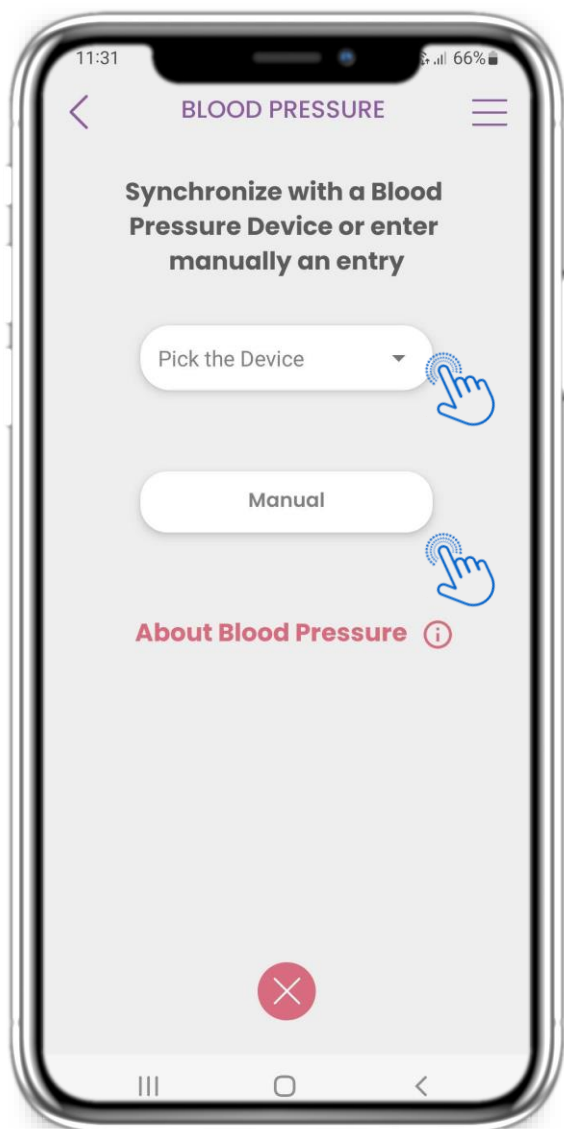 11:31
66%
BLOOD PRESSURE
Synchronize with a Blood
Pressure Device or enter
manually an entry
Pick the Device
Manual
About Blood Pressure